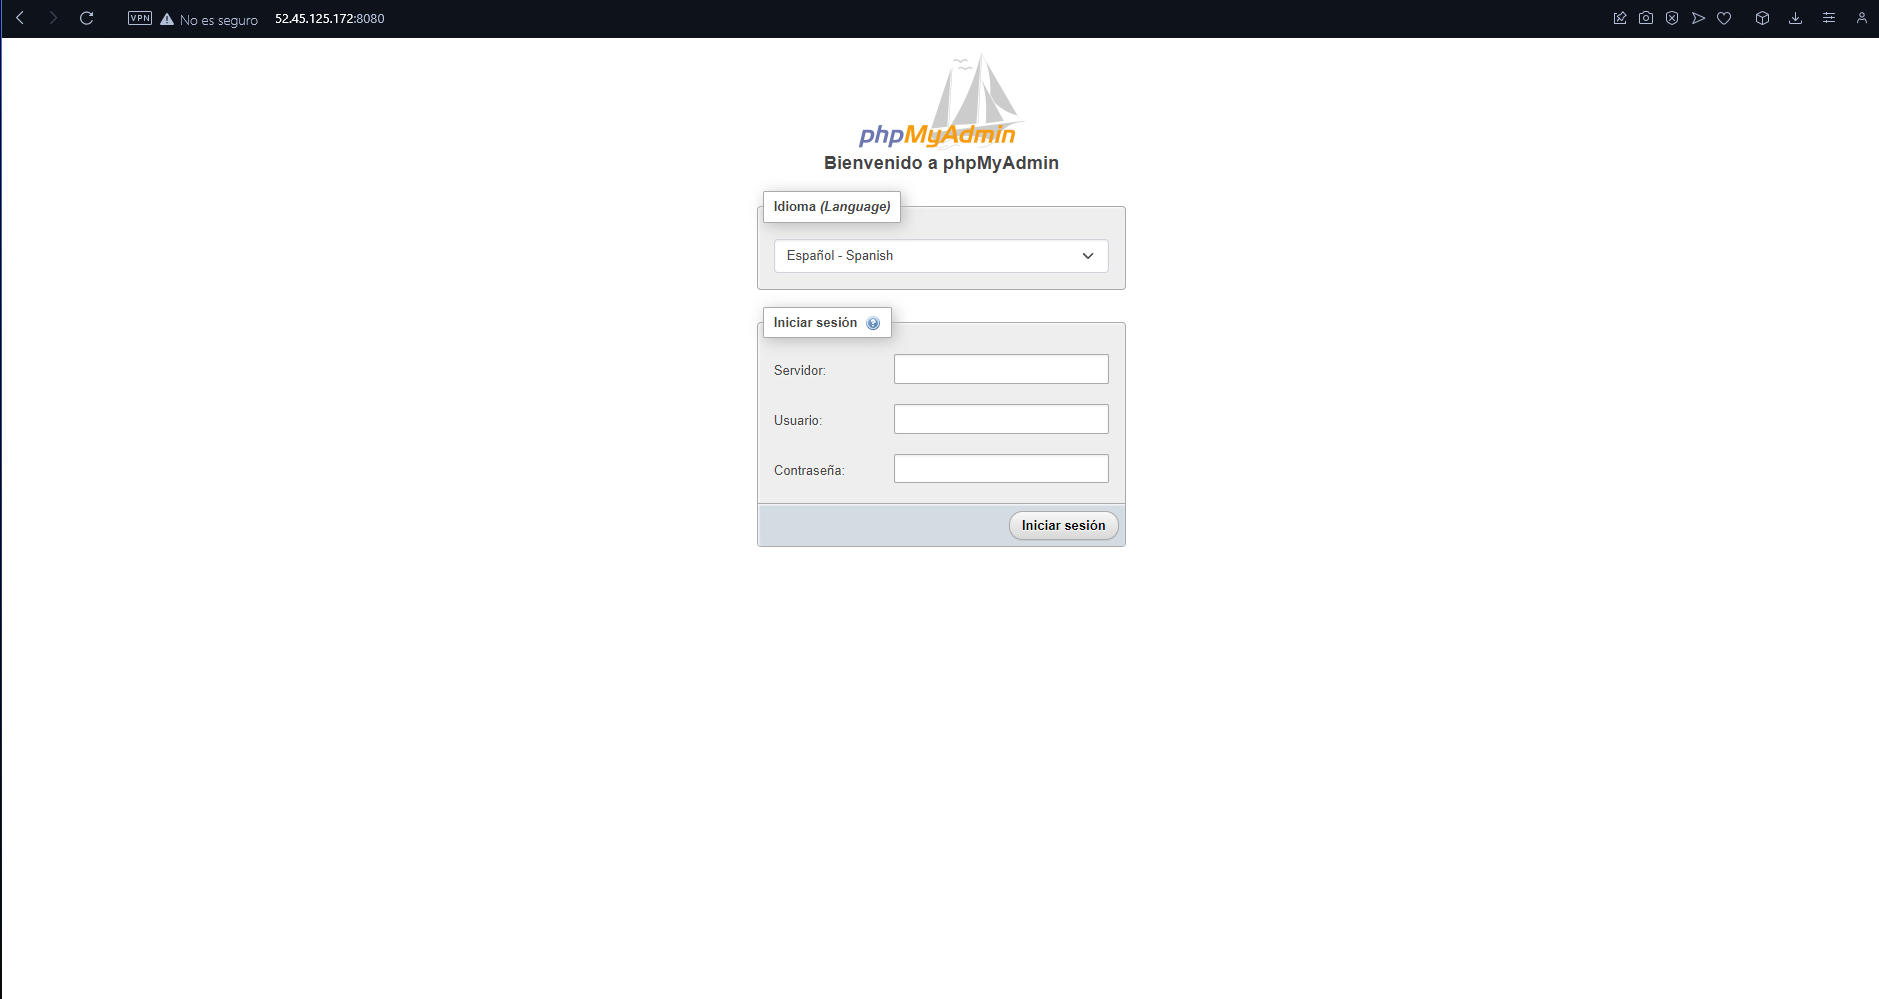 VPN No es seguro 52.45.125.172:8080
phpMyAdmin
Bienvenido a phpMyAdmin
Idioma (Language)
Español - Spanish
Iniciar sesión
Servidor:
Usuario:
Contraseña:
Iniciar sesión